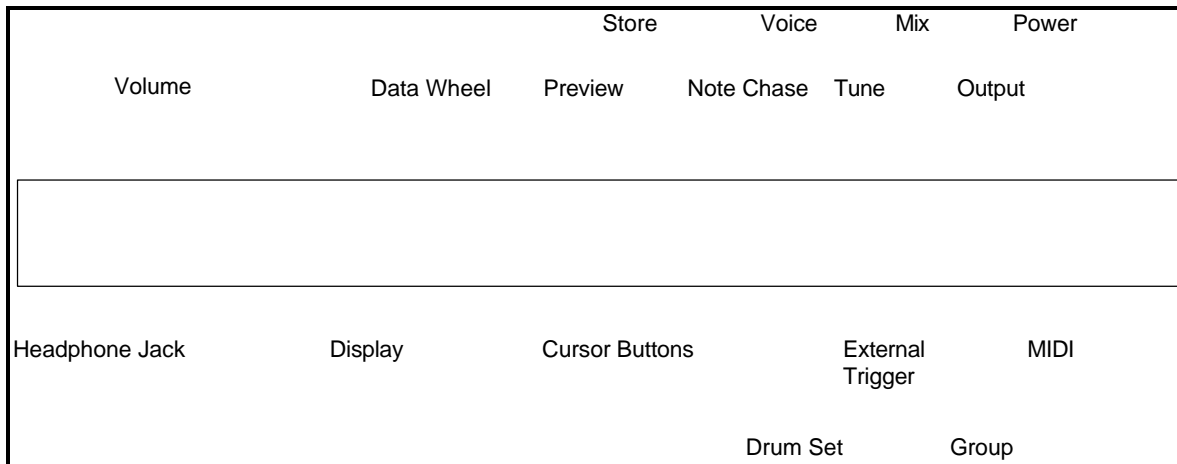 Store Voice Mix Power
Volume Data Wheel Preview Note Chase Tune Output
Headphone Jack Display Cursor Buttons External Trigger MIDI
Drum Set Group